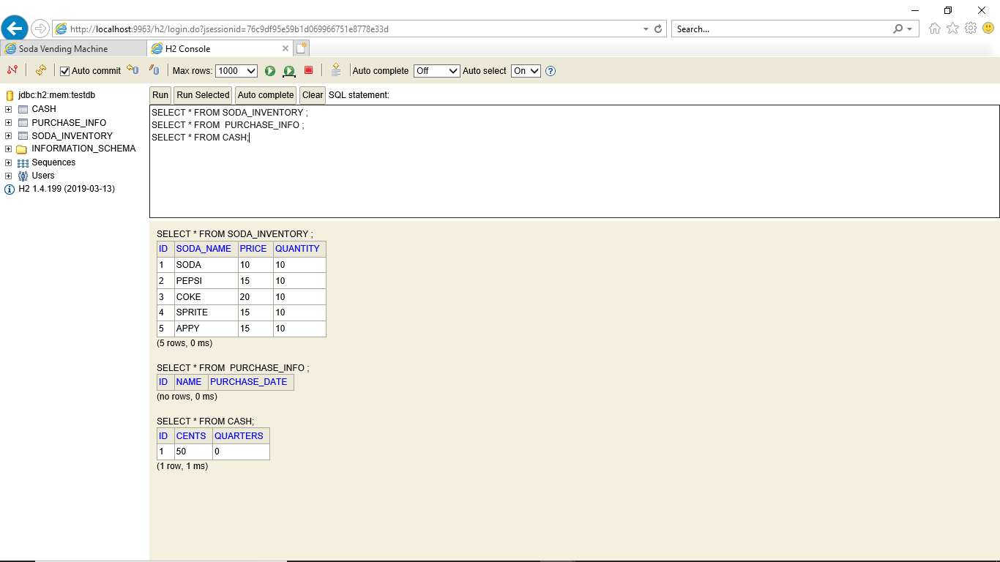 http://localhost:9963/h2/login.do?jsessionid=76c9df95e59b1d069966751e8778e33d
Search...
Soda Vending Machine
H2 Console
Auto commit
Max rows: 1000
Auto complete Off
Auto select On
jdbc:h2:mem:testdb
CASH
PURCHASE_INFO
SODA_INVENTORY
INFORMATION_SCHEMA
Sequences
Users
H2 1.4.199 (2019-03-13)
Run Run Selected Auto complete Clear SQL statement:
SELECT * FROM SODA_INVENTORY ;
SELECT * FROM  PURCHASE_INFO ;
SELECT * FROM CASH;
SELECT * FROM SODA_INVENTORY ;
ID SODA_NAME PRICE QUANTITY
1 SODA 10 10
2 PEPSI 15 10
3 COKE 20 10
4 SPRITE 15 10
5 APPY 15 10
(5 rows, 0 ms)
SELECT * FROM  PURCHASE_INFO ;
ID NAME PURCHASE_DATE
(no rows, 0 ms)
SELECT * FROM CASH;
ID CENTS QUARTERS
1 50 0
(1 row, 1 ms)